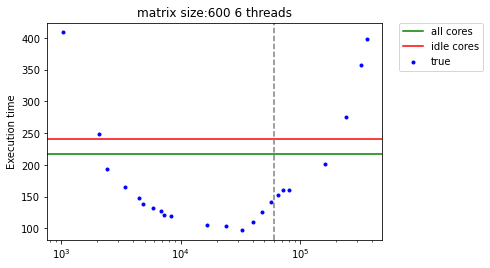 matrix size:600 6 threads
Execution time
400
350
300
250
200
150
100
10³
10⁴
10⁵
all cores
idle cores
true